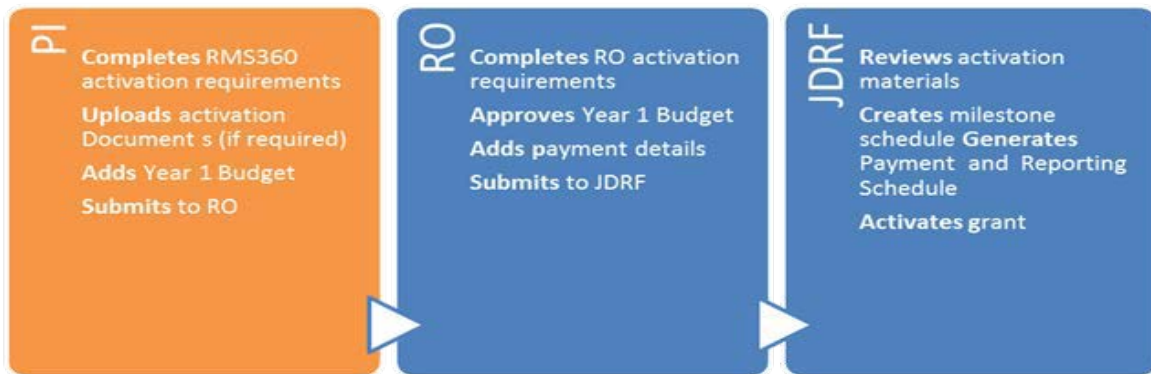 PI
Completes RMS360
activation requirements
Uploads activation
Document s (if required)
Adds Year 1 Budget
Submits to RO
RO
Completes RO activation
requirements
Approves Year 1 Budget
Adds payment details
Submits to JDRF
JDRF
Reviews activation
materials
Creates milestone
schedule Generates
Payment and Reporting
Schedule
Activates grant